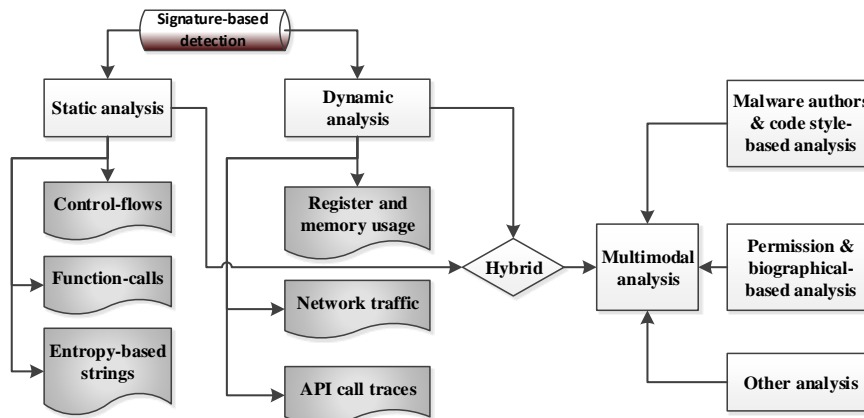 Signature-based
detection
Static analysis
Dynamic
analysis
Malware authors
& code style-
based analysis
Control-flows
Register and
memory usage
Function-calls
Network traffic
Hybrid
Multimodal
analysis
Permission &
biographical-
based analysis
Entropy-based
strings
API call traces
Other analysis